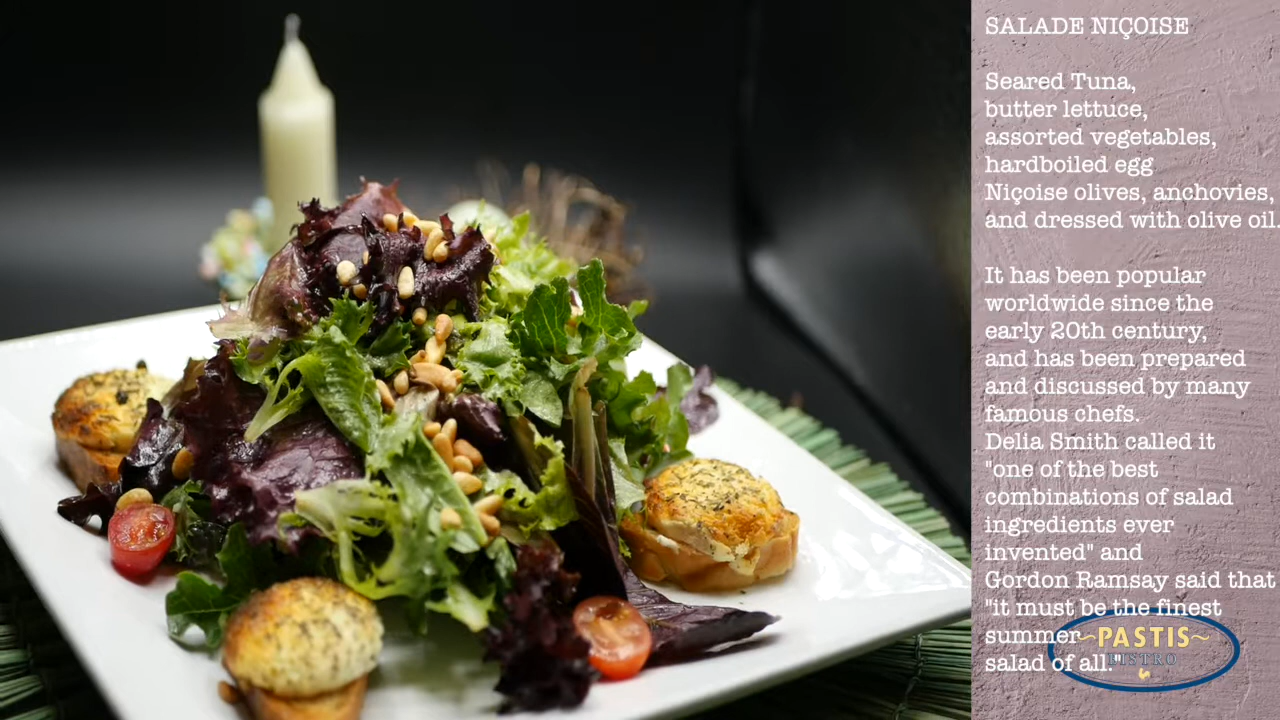 SALADE NIÇOISE
Seared Tuna,
butter lettuce,
assorted vegetables,
hardboiled egg
Niçoise olives, anchovies,
and dressed with olive oil.
It has been popular
worldwide since the
early 20th century,
and has been prepared
and discussed by many
famous chefs.
Delia Smith called it
"one of the best
combinations of salad
ingredients ever
invented" and
Gordon Ramsay said that
"it must be the finest
summer
salad of all."
~PASTIS~
BISTRO